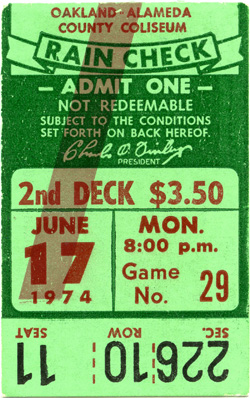 OAKLAND-ALAMEDA
COUNTY COLISEUM
RAIN CHECK
— ADMIT ONE —
NOT REDEEMABLE
SUBJECT TO THE CONDITIONS
SET FORTH ON BACK HEREOF.
Charles O. Finley
PRESIDENT
2nd DECK $3.50
JUNE
17
1974
MON.
8:00 p.m.
Game
No. 29
SEC. 226
ROW 10
SEAT 11